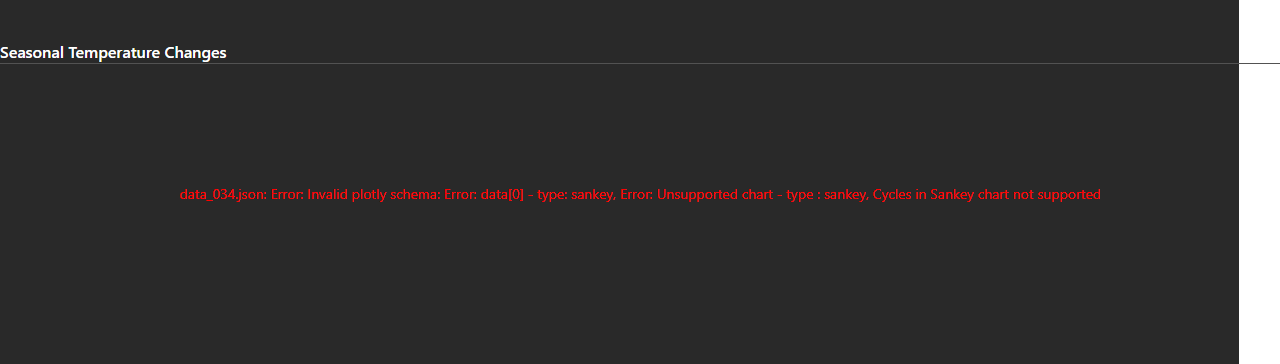 Seasonal Temperature Changes
data_034.json: Error: Invalid plotly schema: Error: data[0] - type: sankey, Error: Unsupported chart - type : sankey, Cycles in Sankey chart not supported